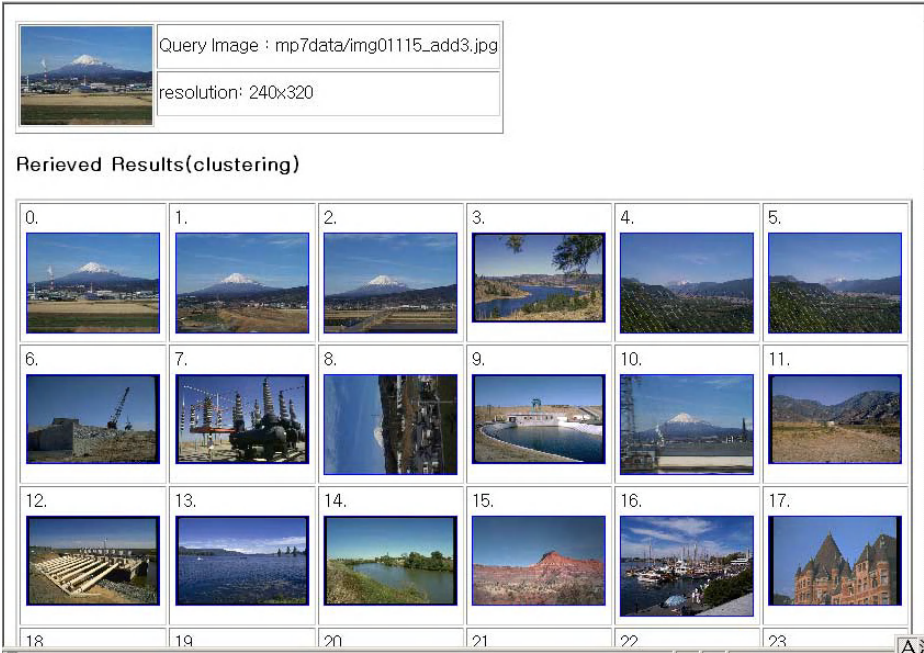 Query Image : mp7data/img01115_add3.jpg
resolution: 240x320
Rerieved Results(clustering)
0. 1. 2. 3. 4. 5.
6. 7. 8. 9. 10. 11.
12. 13. 14. 15. 16. 17.
18 19 20 21 22 23
A